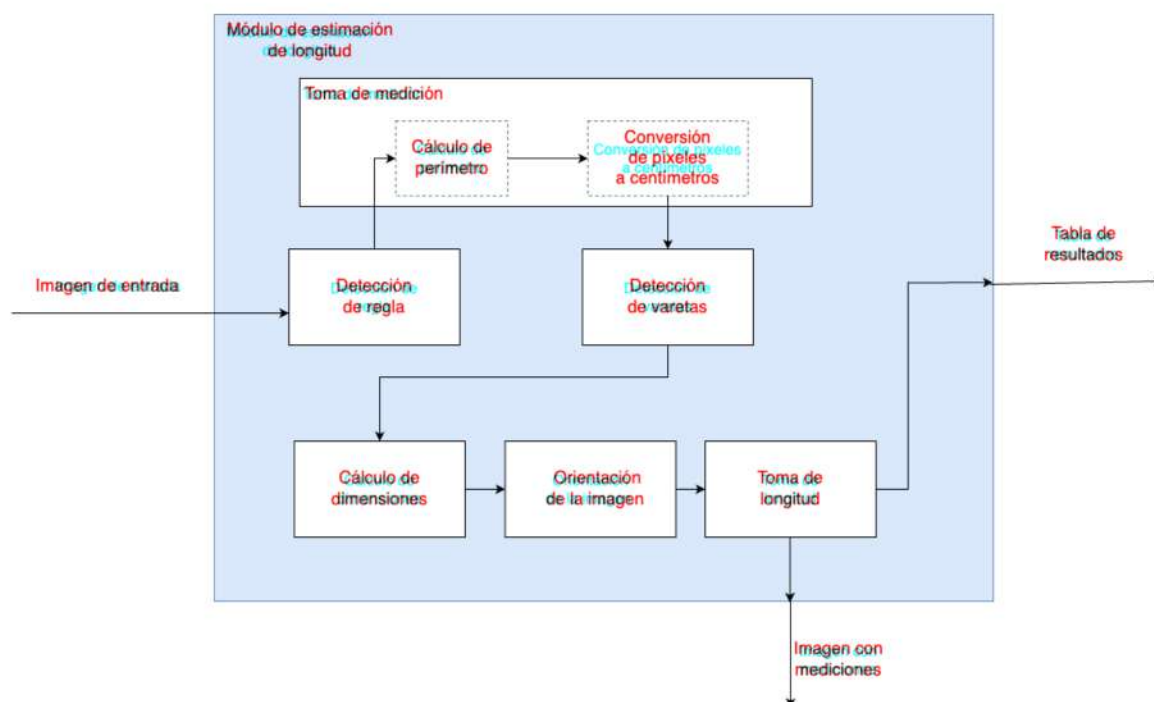 Módulo de estimación
de longitud
Toma de medición
Cálculo de
perímetro
Conversión
de píxeles
a centímetros
Imagen de entrada
Detección
de regla
Detección
de varetas
Tabla de
resultados
Cálculo de
dimensiones
Orientación
de la imagen
Toma de
longitud
Imagen con
mediciones